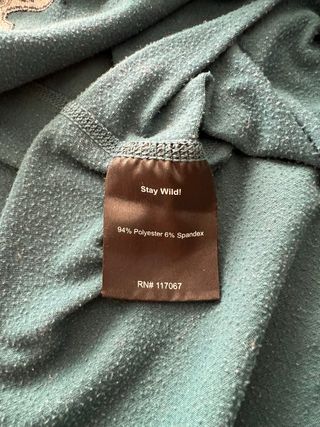 Stay Wild!
94% Polyester 6% Spandex
RN# 117067